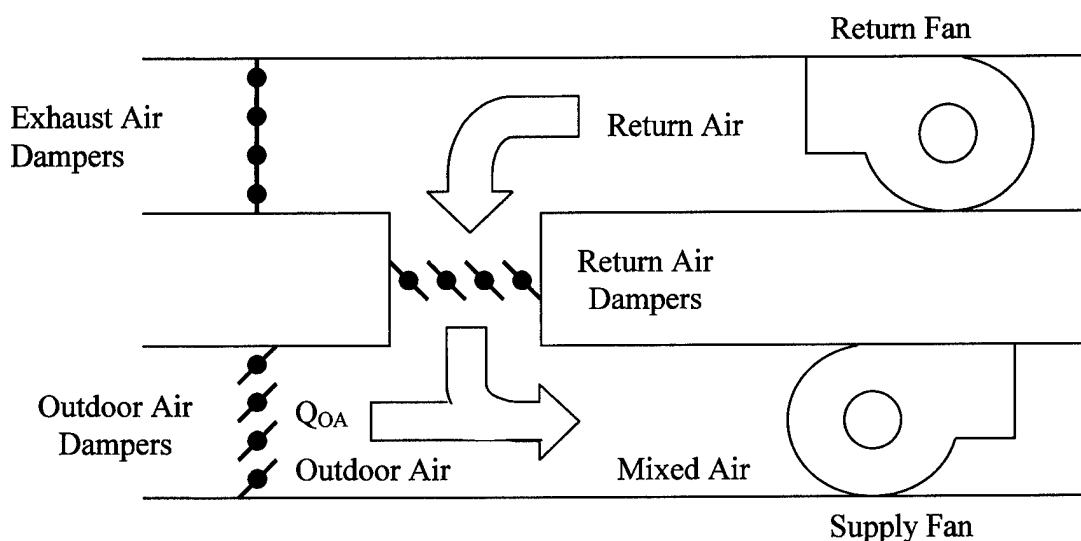 Return Fan
Exhaust Air
Dampers
Return Air
Return Air
Dampers
Outdoor Air
Dampers
QOA
Outdoor Air
Mixed Air
Supply Fan